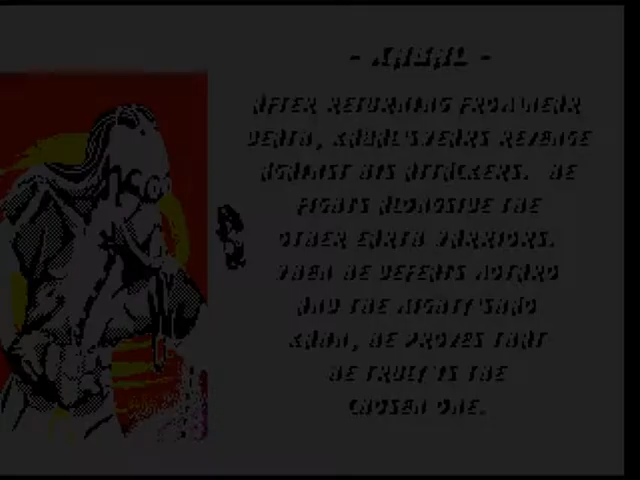 - KABAL -
AFTER RETURNING FROM NEAR
DEATH, KABAL SWEARS REVENGE
AGAINST HIS ATTACKERS. HE
FIGHTS ALONGSIDE THE
OTHER EARTH WARRIORS.
WHEN HE DEFEATS MOTARO
AND THE MIGHTY SHAO
KAHN, HE PROVES THAT
HE TRULY IS THE
CHOSEN ONE.